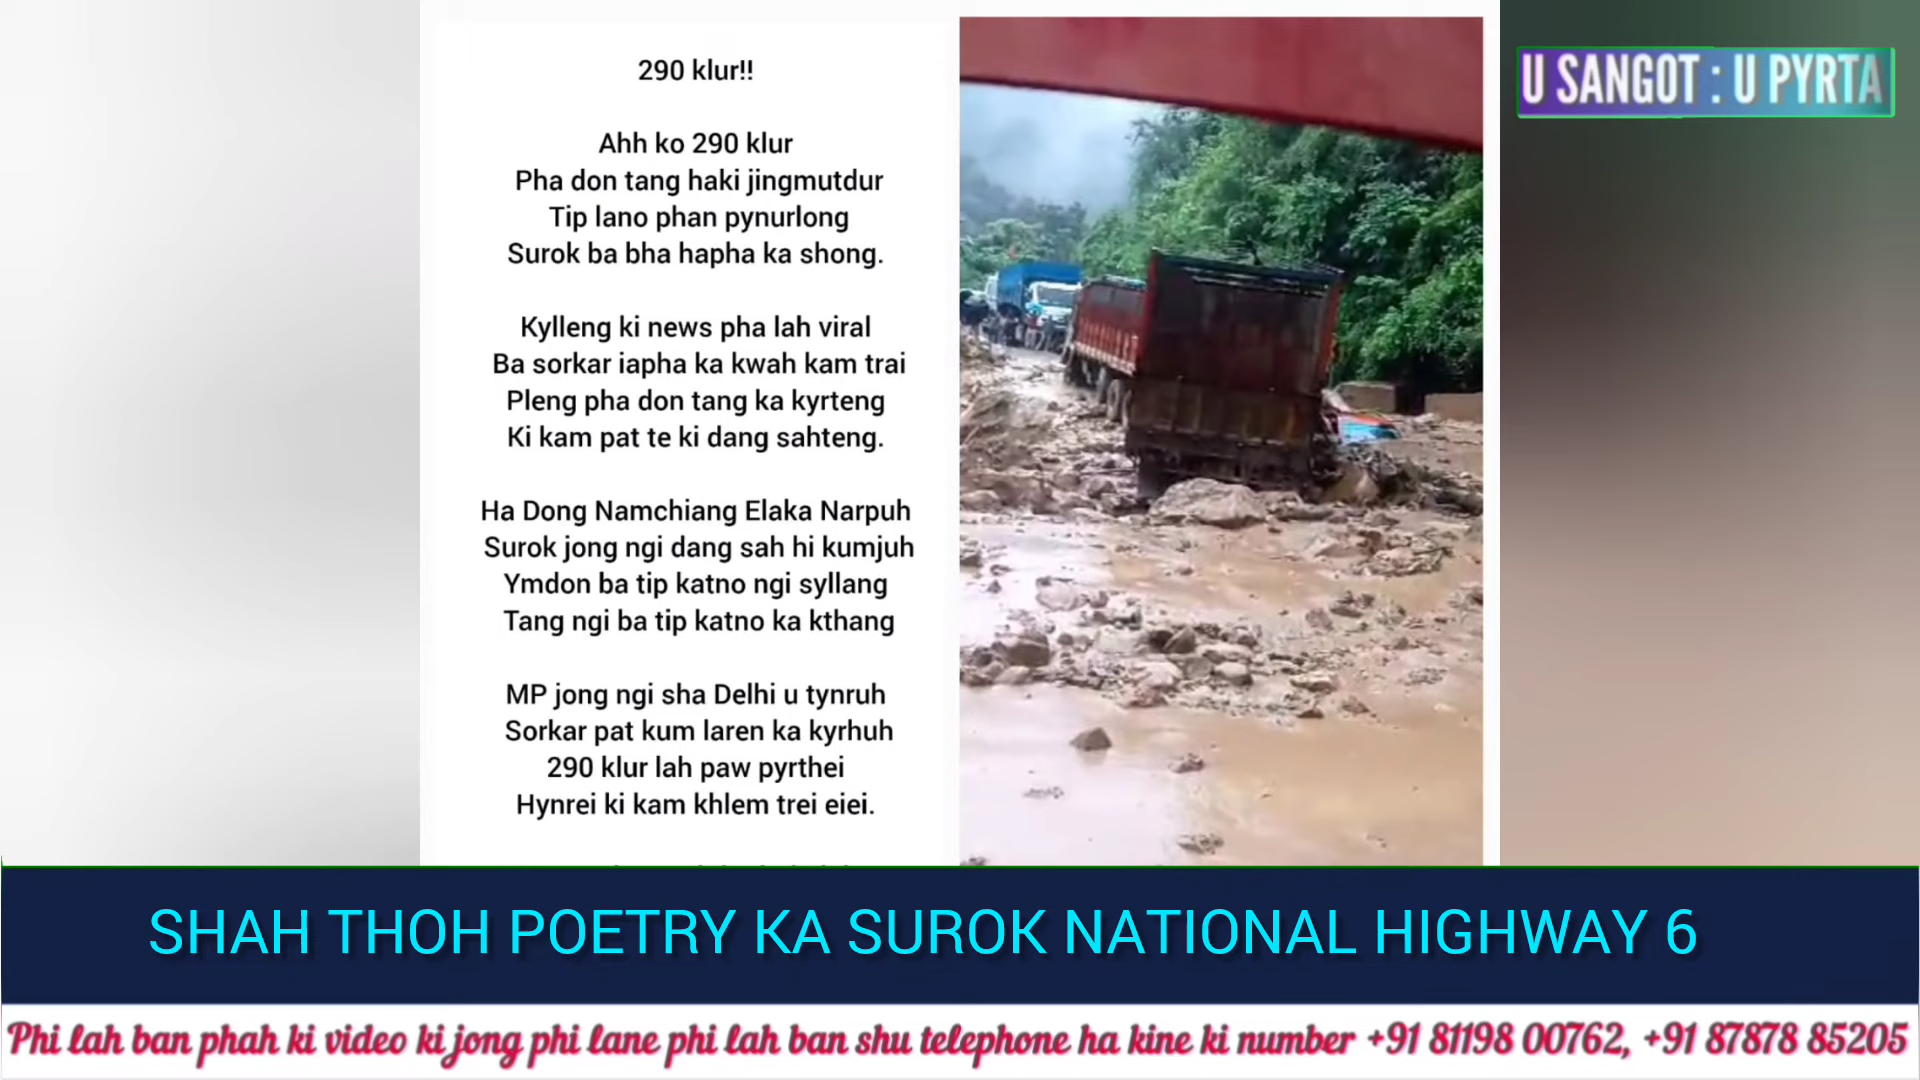 290 klur!!
Ahh ko 290 klur
Pha don tang haki jingmutdur
Tip lano phan pynurlong
Surok ba bha hapha ka shong.
Kylleng ki news pha lah viral
Ba sorkar iapha ka kwah kam trai
Pleng pha don tang ka kyrteng
Ki kam pat te ki dang sahteng.
Ha Dong Namchiang Elaka Narpuh
Surok jong ngi dang sah hi kumjuh
Ymdon ba tip katno ngi syllang
Tang ngi ba tip katno ka kthang
MP jong ngi sha Delhi u tynruh
Sorkar pat kum laren ka kyrhuh
290 klur lah paw pyrthei
Hynrei ki kam khlem trei eiei.
U SANGOT : U PYRTA
SHAH THOH POETRY KA SUROK NATIONAL HIGHWAY 6
Phi lah ban phah ki video ki jong phi lane phi lah ban shu telephone ha kine ki number +91 81198 00762, +91 87878 85205